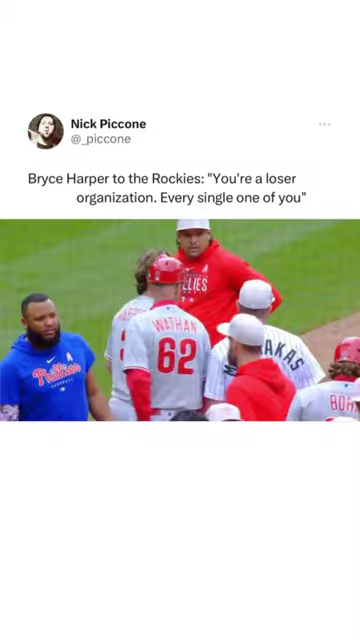 Nick Piccone
@_piccone
Bryce Harper to the Rockies: "You're a loser
organization. Every single one of you"
LLIES
WATHAN
62
Phillies
AKAS
BOH